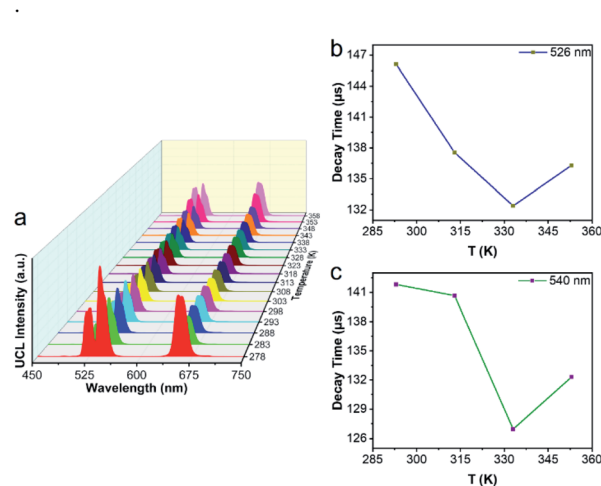 .
b
526 nm
147
144
141
138
135
132
Decay Time (µs)
285 300 315 330 345 360
T (K)
a
UCL Intensity (a.u.)
450 525 600 675 750
Wavelength (nm)
358
353
348
343
338
333
328
323
318
313
308
303
298
293
288
283
278
Temperature (K)
c
540 nm
141
138
135
132
129
126
Decay Time (µs)
285 300 315 330 345 360
T (K)